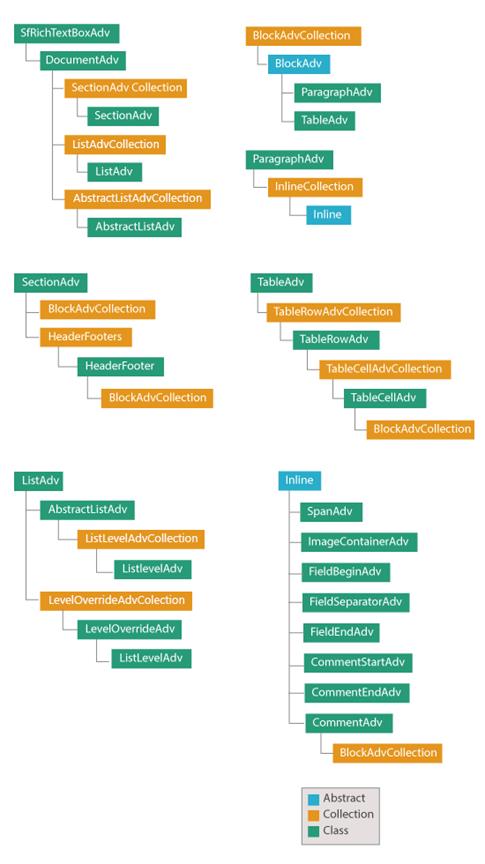 SfRichTextBoxAdv
DocumentAdv
SectionAdv Collection
SectionAdv
ListAdvCollection
ListAdv
AbstractListAdvCollection
AbstractListAdv
BlockAdvCollection
BlockAdv
ParagraphAdv
TableAdv
ParagraphAdv
InlineCollection
Inline
SectionAdv
BlockAdvCollection
HeaderFooters
HeaderFooter
BlockAdvCollection
TableAdv
TableRowAdvCollection
TableRowAdv
TableCellAdvCollection
TableCellAdv
BlockAdvCollection
ListAdv
AbstractListAdv
ListLevelAdvCollection
ListlevelAdv
LevelOverrideAdvColection
LevelOverrideAdv
ListLevelAdv
Inline
SpanAdv
ImageContainerAdv
FieldBeginAdv
FieldSeparatorAdv
FieldEndAdv
CommentStartAdv
CommentEndAdv
CommentAdv
BlockAdvCollection
Abstract
Collection
Class